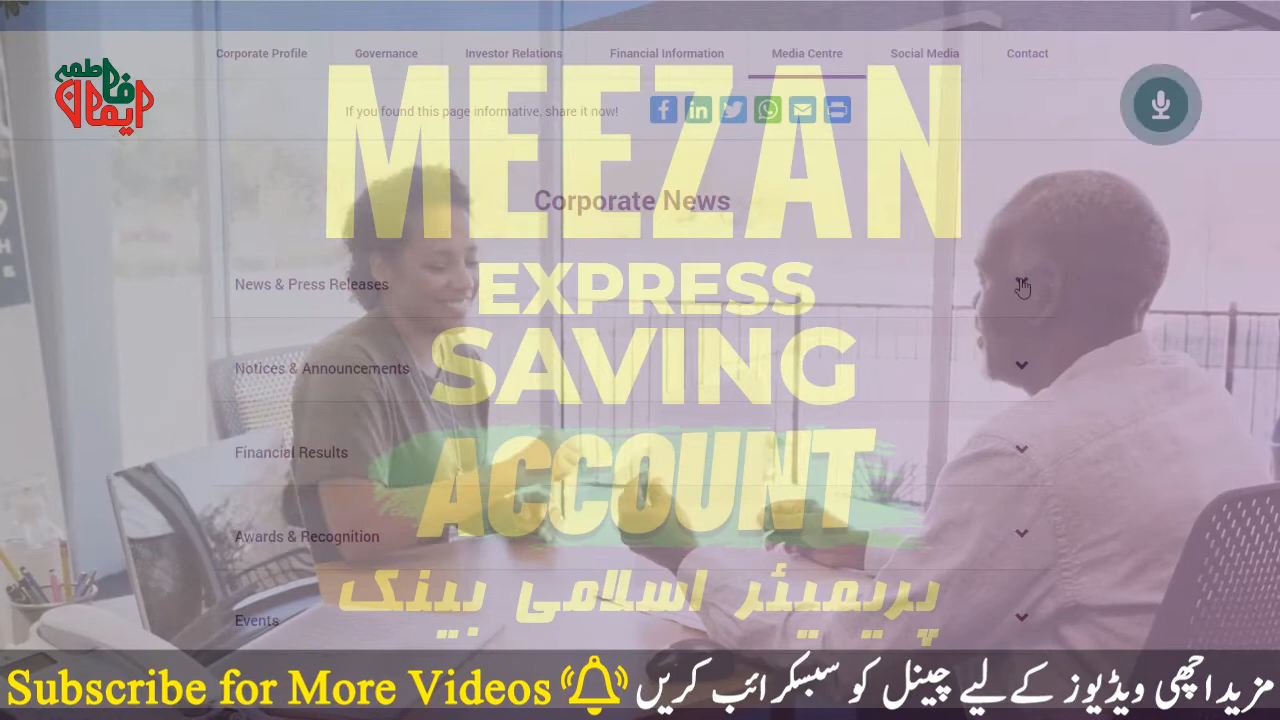 Corporate Profile Governance Investor Relations Financial Information Media Centre Social Media Contact
فاطمہ
ایمان
If you found this page informative, share it now!
MEEZAN
Corporate News
EXPRESS
News & Press Releases
SAVING
Notices & Announcements
ACCOUNT
Financial Results
Awards & Recognition
پریمیئر اسلامی بینک
Events
Subscribe for More Videos
مزید اچھی ویڈیوز کے لیے چینل کو سبسکرائب کریں